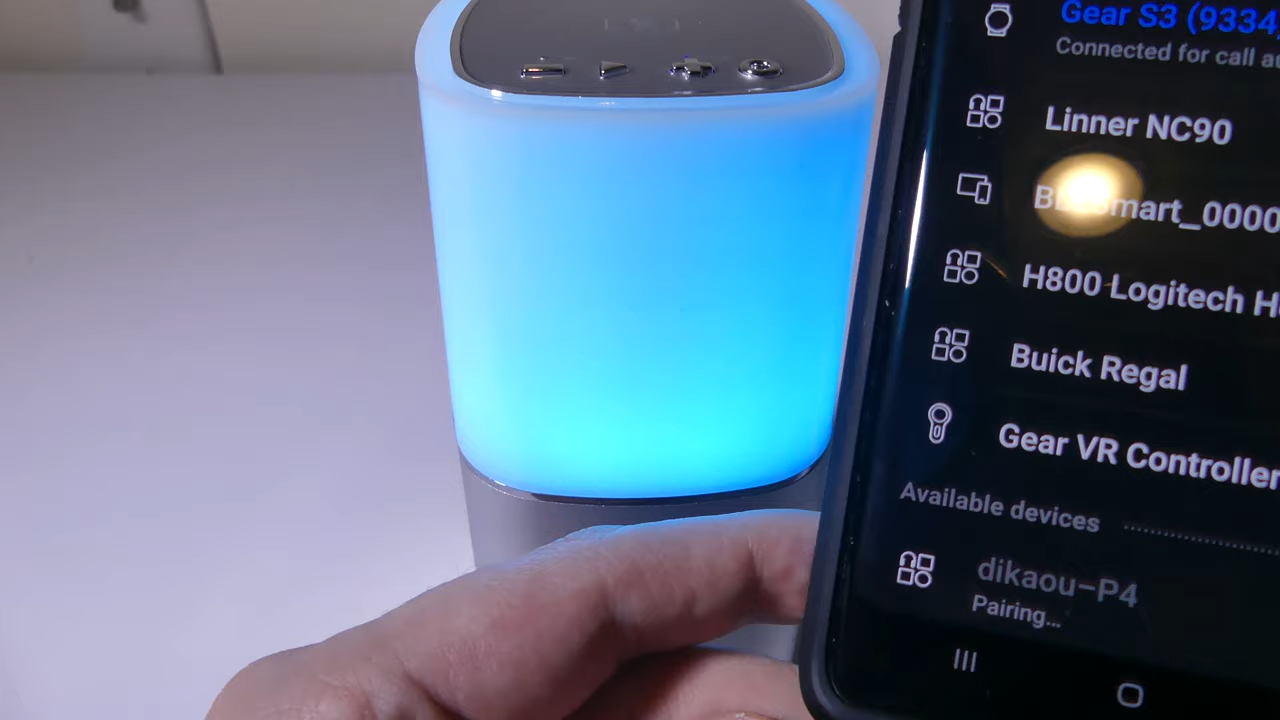 Gear S3 (9334
Connected for call au
Linner NC90
mart_0000
H800 Logitech H
Buick Regal
Gear VR Controller
Available devices
dikaou-P4
Pairing...